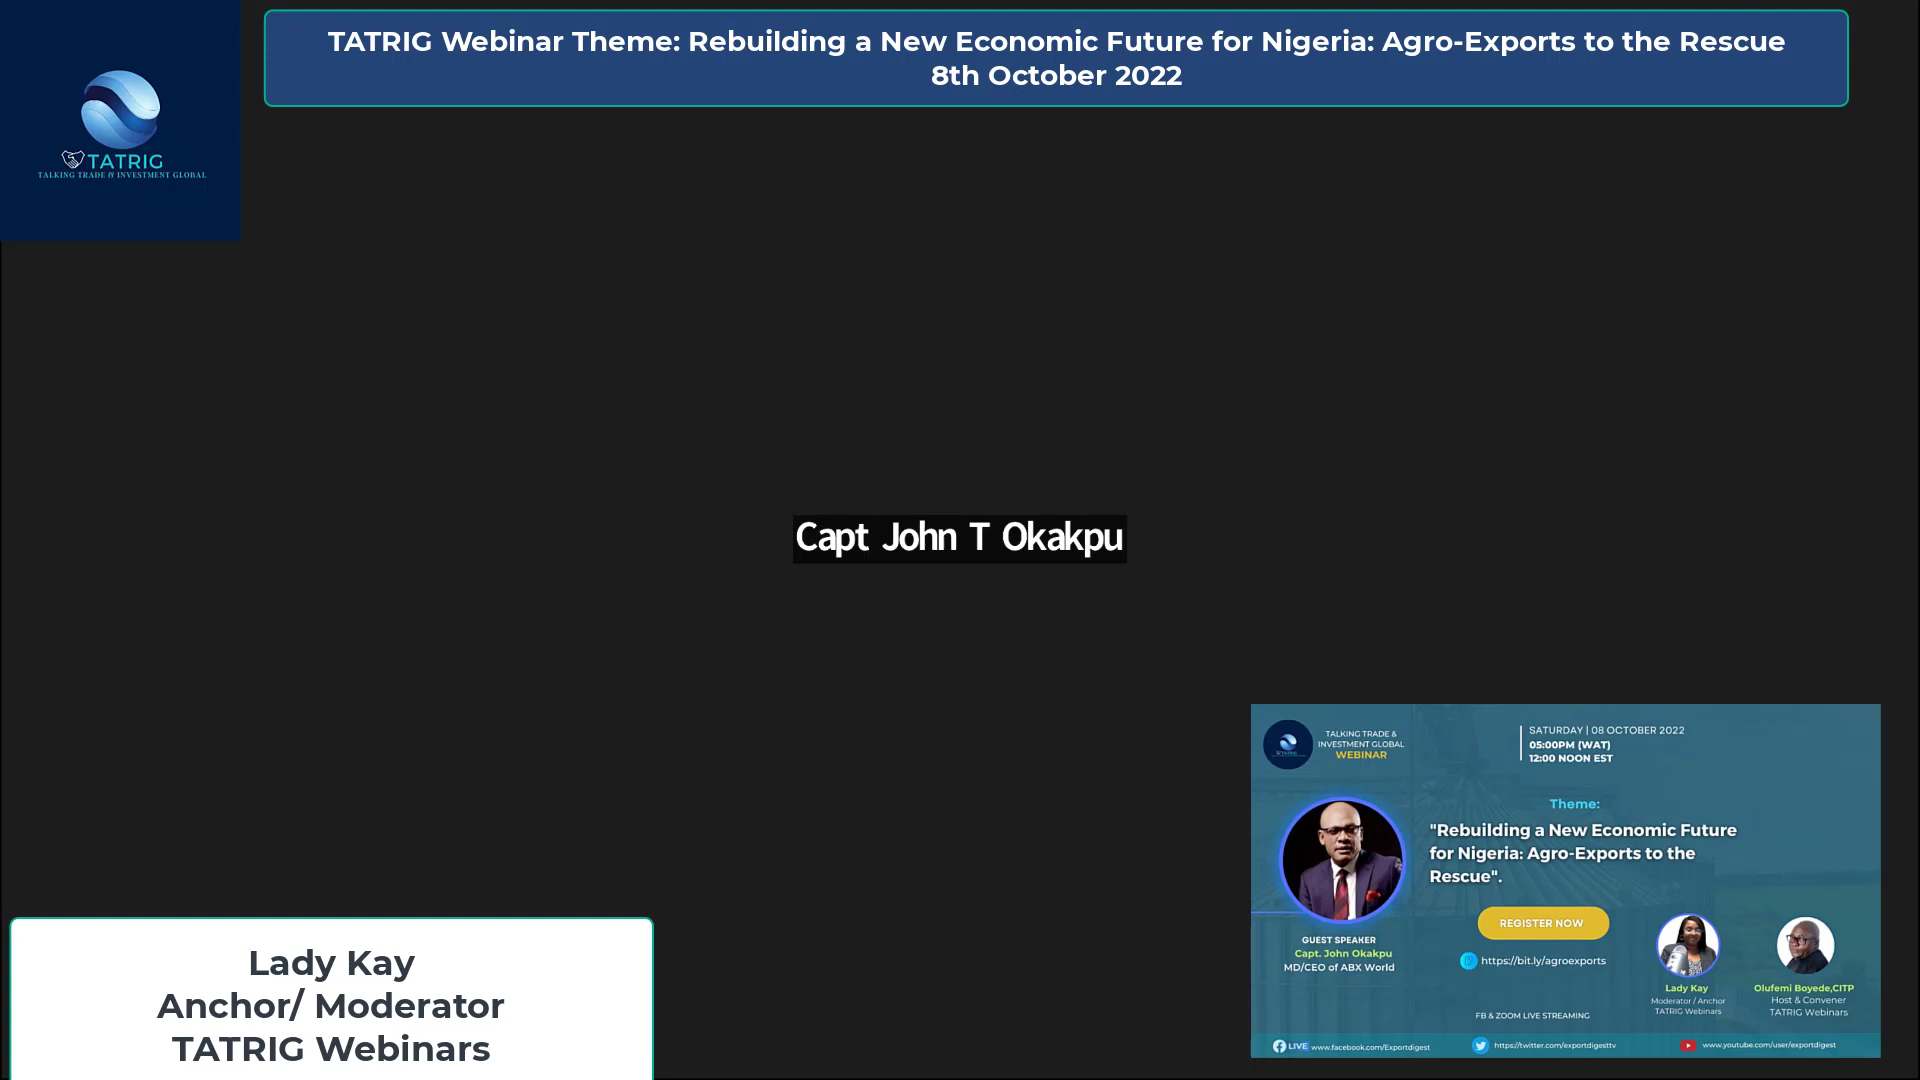 TATRIG Webinar Theme: Rebuilding a New Economic Future for Nigeria: Agro-Exports to the Rescue
8th October 2022
TATRIG
TALKING TRADE & INVESTMENT GLOBAL
Capt John T Okakpu
Lady Kay
Anchor/ Moderator
TATRIG Webinars
TALKING TRADE &
INVESTMENT GLOBAL
WEBINAR
SATURDAY | 08 OCTOBER 2022
05:00PM (WAT)
12:00 NOON EST
Theme:
"Rebuilding a New Economic Future
for Nigeria: Agro-Exports to the
Rescue".
REGISTER NOW
https://bit.ly/agroexports
GUEST SPEAKER
Capt. John Okakpu
MD/CEO of ABX World
Lady Kay
Moderator / Anchor
TATRIG Webinars
Olufemi Boyede,CITP
Host & Convener
TATRIG Webinars
FB & ZOOM LIVE STREAMING
LIVE www.facebook.com/Exportdigest
https://twitter.com/exportdigesttv
www.youtube.com/user/exportdigest